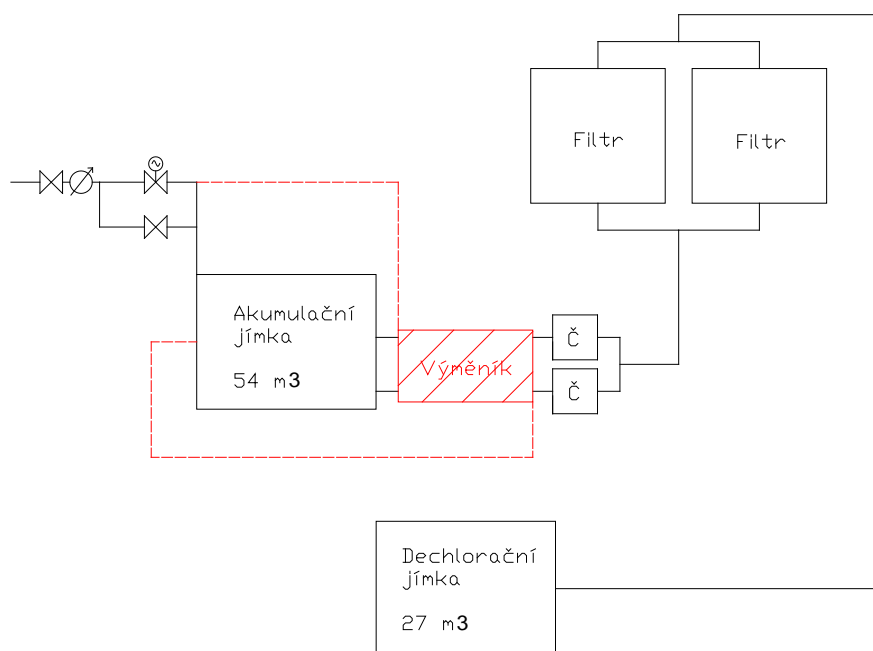 Filtr
Filtr
Akumulační
jímka
54 m3
Výměník
Č
Č
Dechlorační
jímka
27 m3